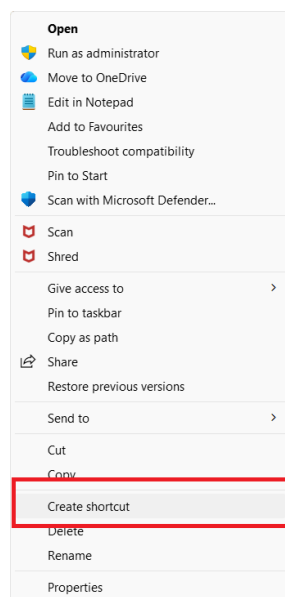 Open
Run as administrator
Move to OneDrive
Edit in Notepad
Add to Favourites
Troubleshoot compatibility
Pin to Start
Scan with Microsoft Defender...
Scan
Shred
Give access to
Pin to taskbar
Copy as path
Share
Restore previous versions
Send to
Cut
Copy
Create shortcut
Delete
Rename
Properties